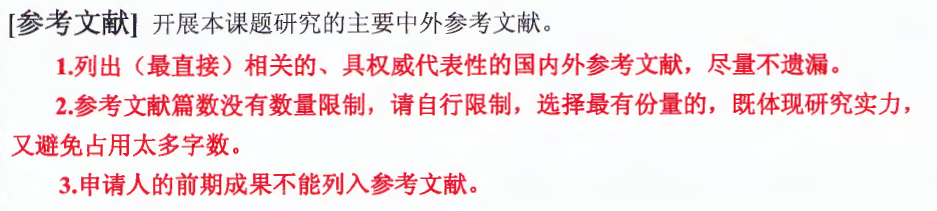 [参考文献] 开展本课题研究的主要中外参考文献。
1.列出（最直接）相关的、具权威代表性的国内外参考文献，尽量不遗漏。
2.参考文献篇数没有数量限制，请自行限制，选择最有份量的，既体现研究实力，
又避免占用太多字数。
3.申请人的前期成果不能列入参考文献。